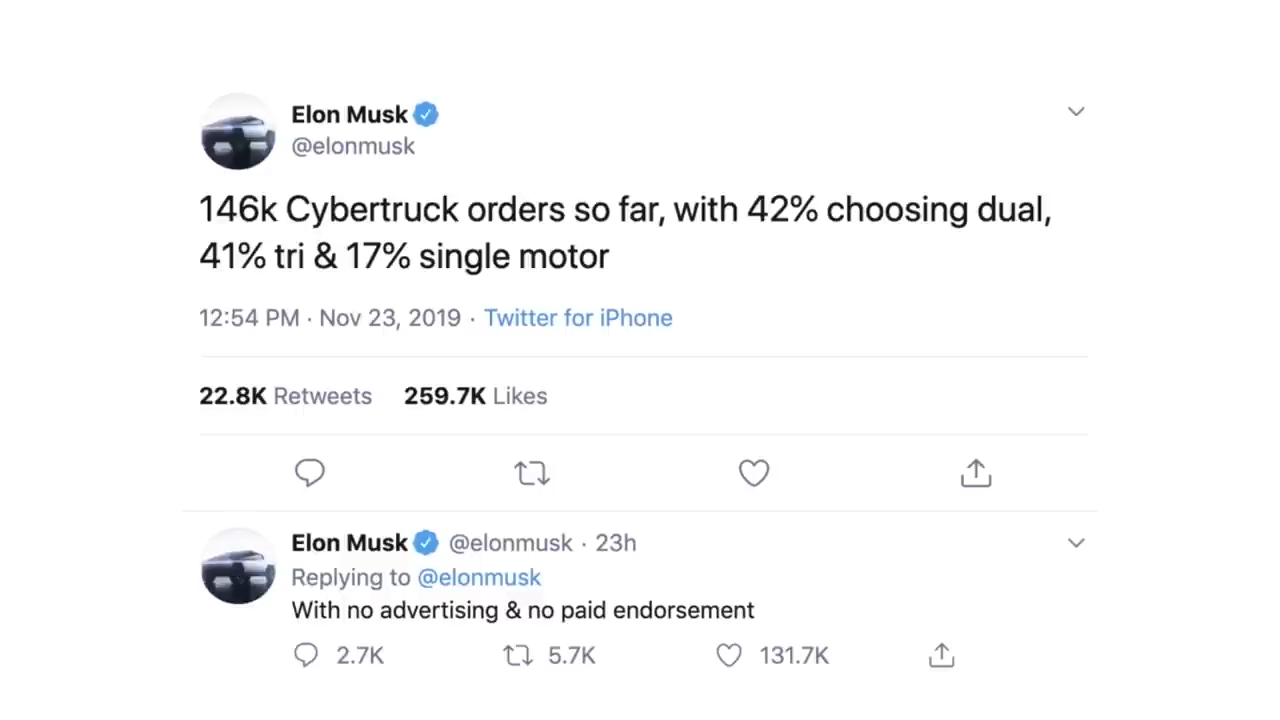 Elon Musk
@elonmusk
146k Cybertruck orders so far, with 42% choosing dual,
41% tri & 17% single motor
12:54 PM · Nov 23, 2019 · Twitter for iPhone
22.8K Retweets 259.7K Likes
Elon Musk @elonmusk · 23h
Replying to @elonmusk
With no advertising & no paid endorsement
2.7K 5.7K 131.7K